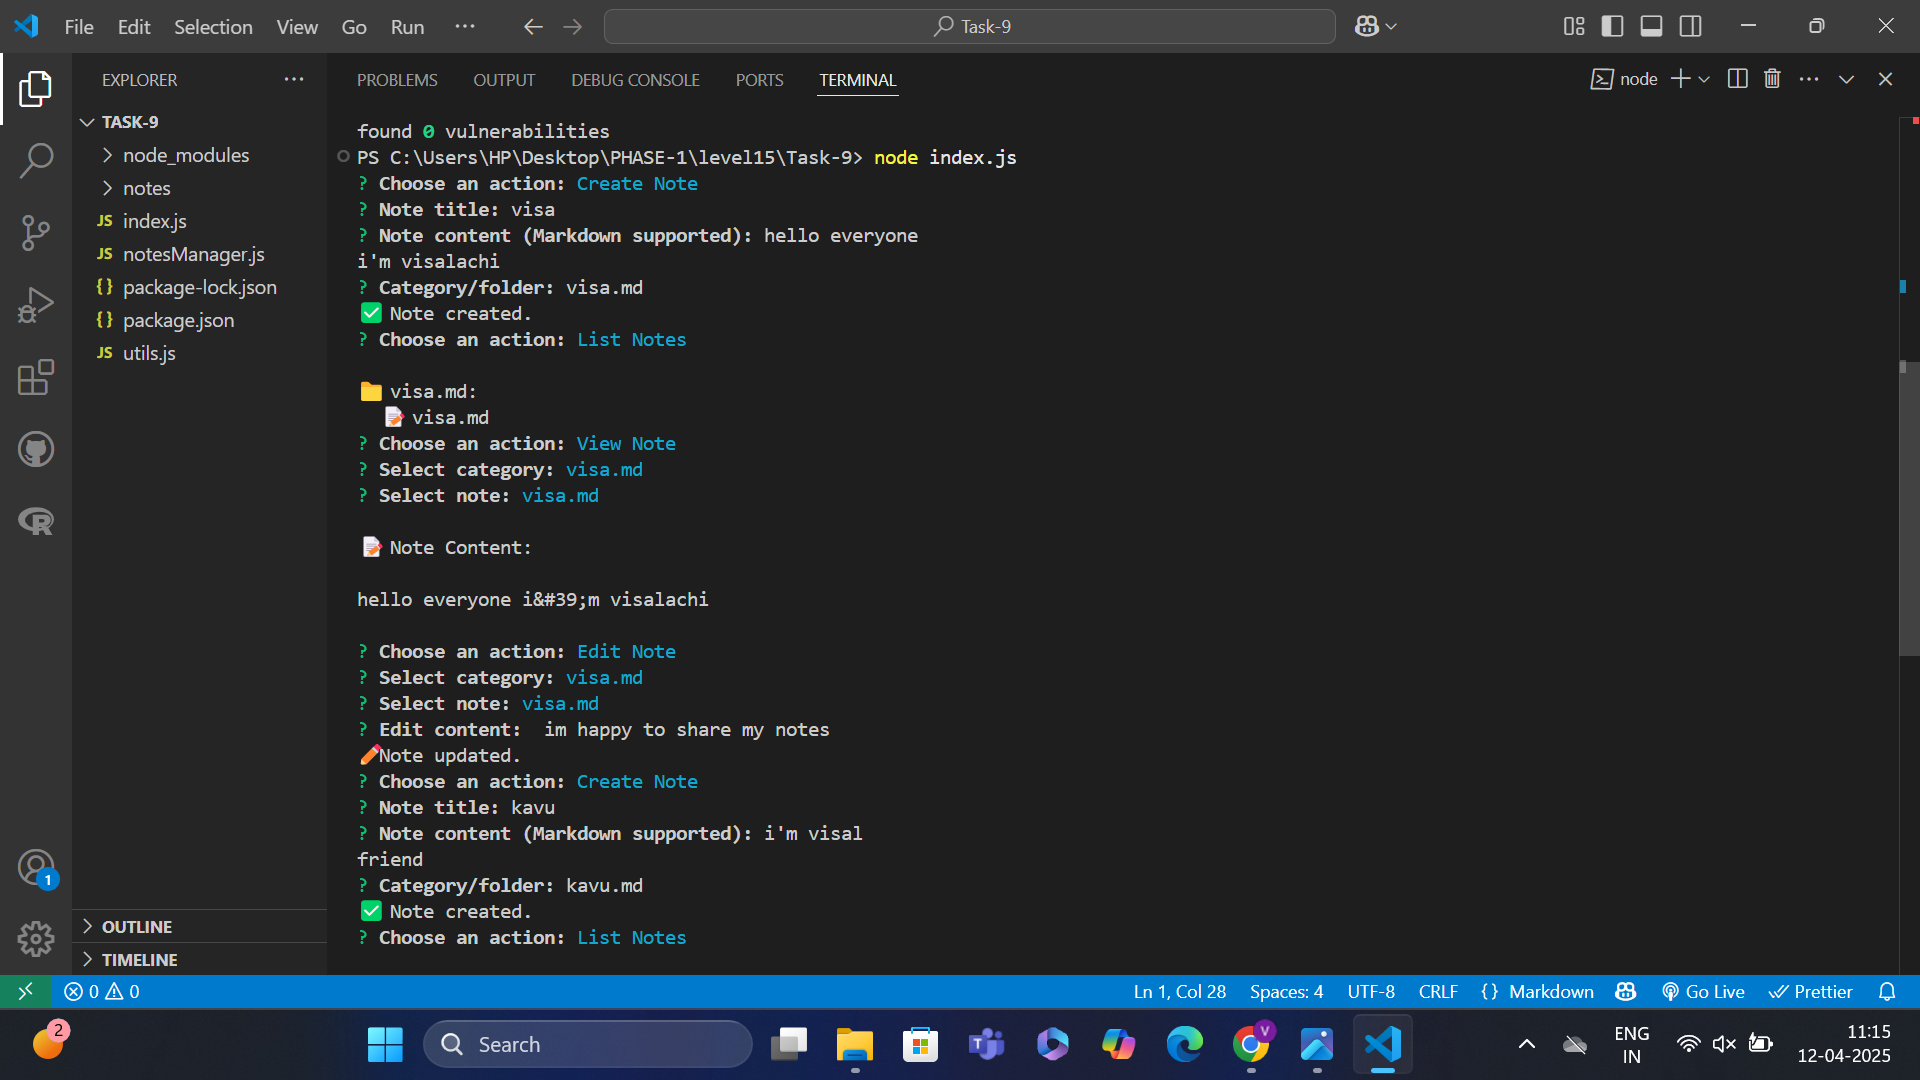 File Edit Selection View Go Run ··· Task-9
EXPLORER ···
TASK-9
node_modules
notes
JS index.js
JS notesManager.js
{} package-lock.json
{} package.json
JS utils.js
OUTLINE
TIMELINE
1
PROBLEMS OUTPUT DEBUG CONSOLE PORTS TERMINAL node
found 0 vulnerabilities
PS C:\Users\HP\Desktop\PHASE-1\level15\Task-9> node index.js
? Choose an action: Create Note
? Note title: visa
? Note content (Markdown supported): hello everyone
i'm visalachi
? Category/folder: visa.md
✅ Note created.
? Choose an action: List Notes
📁 visa.md:
📝 visa.md
? Choose an action: View Note
? Select category: visa.md
? Select note: visa.md
📝 Note Content:
hello everyone i&#39;m visalachi
? Choose an action: Edit Note
? Select category: visa.md
? Select note: visa.md
? Edit content:  im happy to share my notes
✏️Note updated.
? Choose an action: Create Note
? Note title: kavu
? Note content (Markdown supported): i'm visal
friend
? Category/folder: kavu.md
✅ Note created.
? Choose an action: List Notes
0 0 Ln 1, Col 28 Spaces: 4 UTF-8 CRLF {} Markdown Go Live Prettier
2 Search V ENG 11:15
IN 12-04-2025